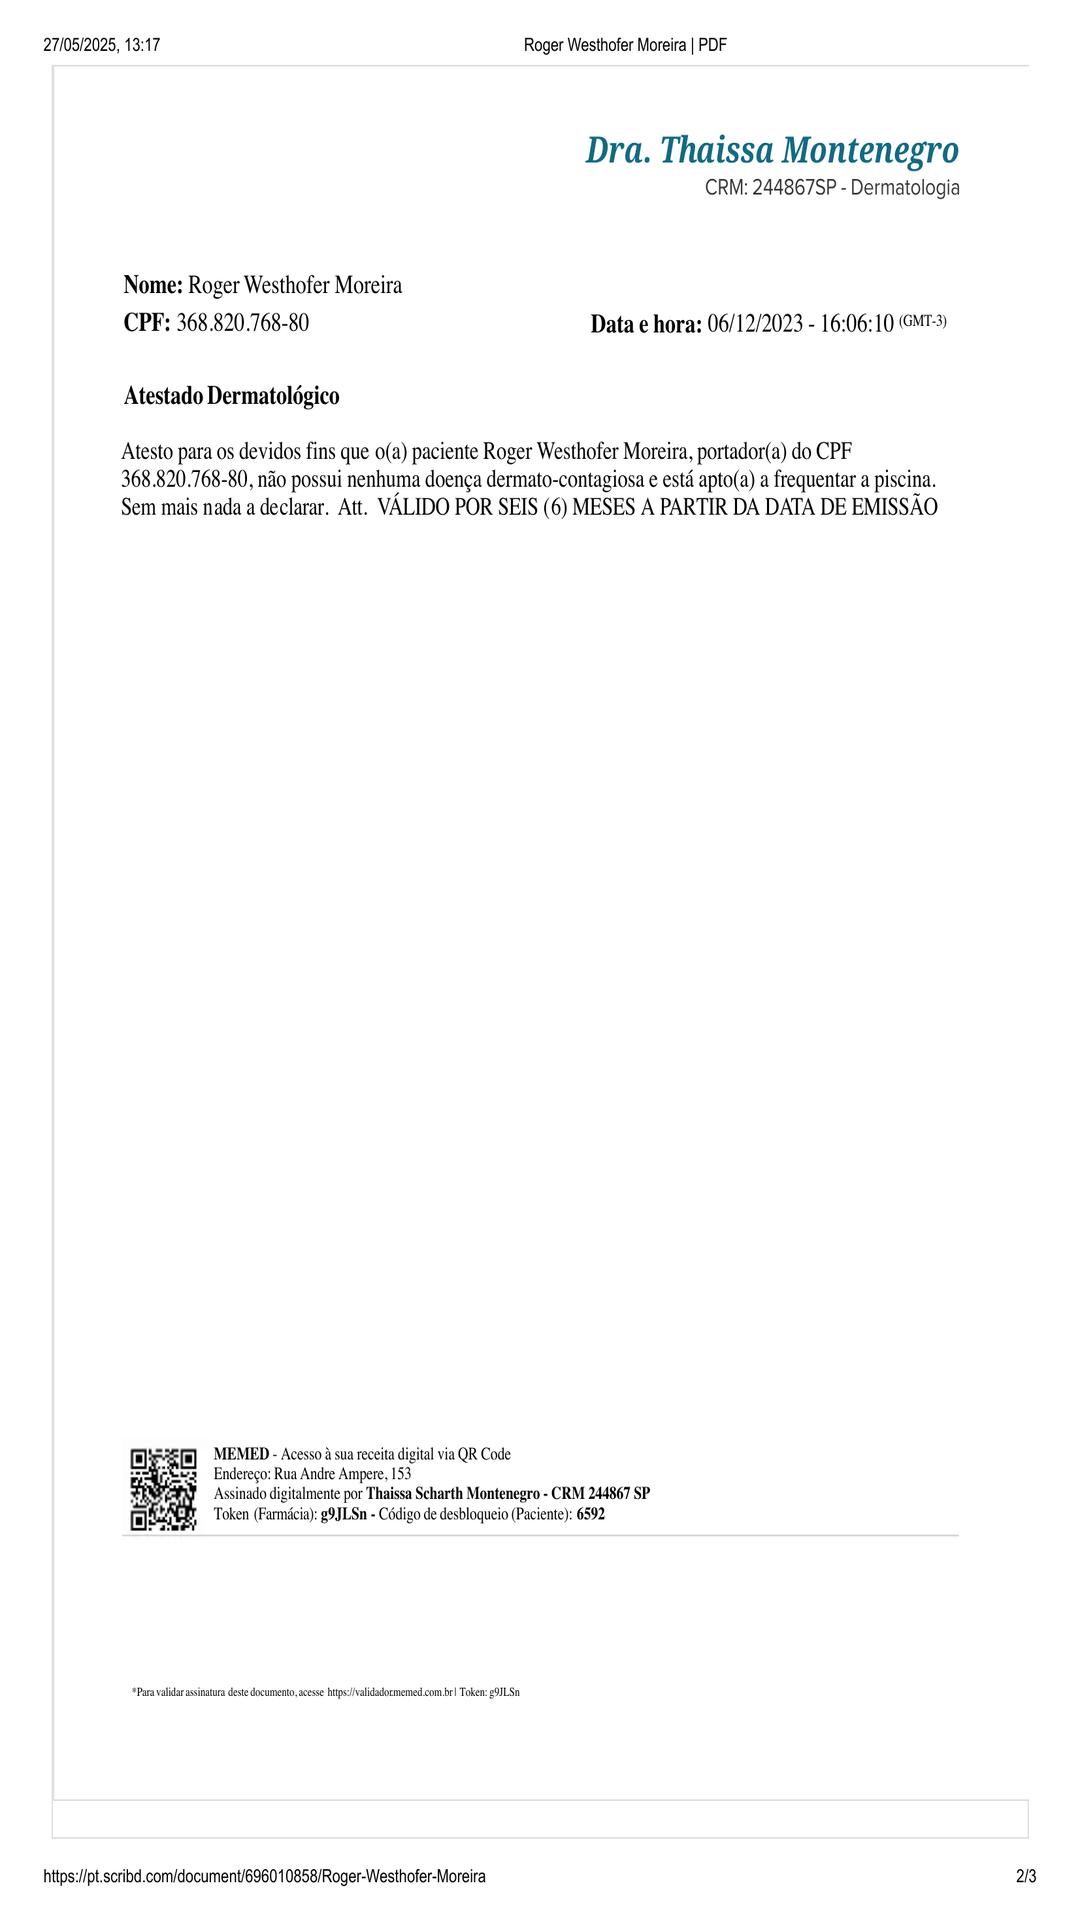 27/05/2025, 13:17
Roger Westhofer Moreira | PDF
Dra. Thaissa Montenegro
CRM: 244867SP - Dermatologia
Nome: Roger Westhofer Moreira
CPF: 368.820.768-80
Data e hora: 06/12/2023 - 16:06:10 (GMT-3)
Atestado Dermatológico
Atesto para os devidos fins que o(a) paciente Roger Westhofer Moreira, portador(a) do CPF
368.820.768-80, não possui nenhuma doença dermato-contagiosa e está apto(a) a frequentar a piscina.
Sem mais nada a declarar. Att. VÁLIDO POR SEIS (6) MESES A PARTIR DA DATA DE EMISSÃO
MEMED - Acesso à sua receita digital via QR Code
Endereço: Rua Andre Ampere, 153
Assinado digitalmente por Thaissa Scharth Montenegro - CRM 244867 SP
Token (Farmácia): g9JLSn - Código de desbloqueio (Paciente): 6592
*Para validar assinatura deste documento, acesse https://validador.memed.com.br | Token: g9JLSn
https://pt.scribd.com/document/696010858/Roger-Westhofer-Moreira
2/3